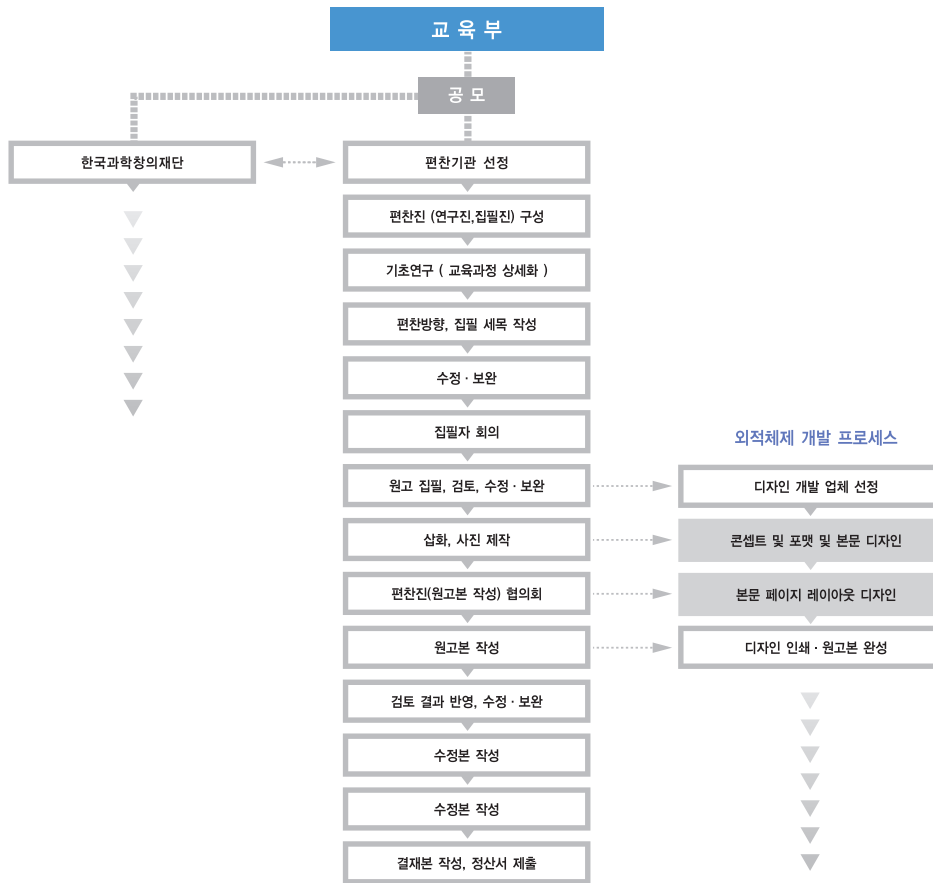 교육부
공모
한국과학창의재단
편찬기관 선정
편찬진 (연구진,집필진) 구성
기초연구 ( 교육과정 상세화 )
편찬방향, 집필 세목 작성
수정 · 보완
집필자 회의
외적체제 개발 프로세스
원고 집필, 검토, 수정 · 보완
디자인 개발 업체 선정
삽화, 사진 제작
콘셉트 및 포맷 및 본문 디자인
편찬진(원고본 작성) 협의회
본문 페이지 레이아웃 디자인
원고본 작성
디자인 인쇄 · 원고본 완성
검토 결과 반영, 수정 · 보완
수정본 작성
수정본 작성
결재본 작성, 정산서 제출